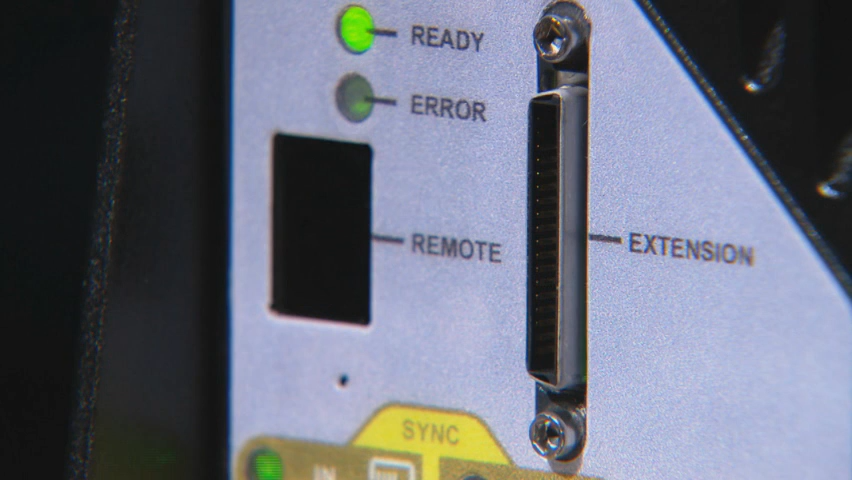 READY
ERROR
REMOTE
EXTENSION
SYNC
IN